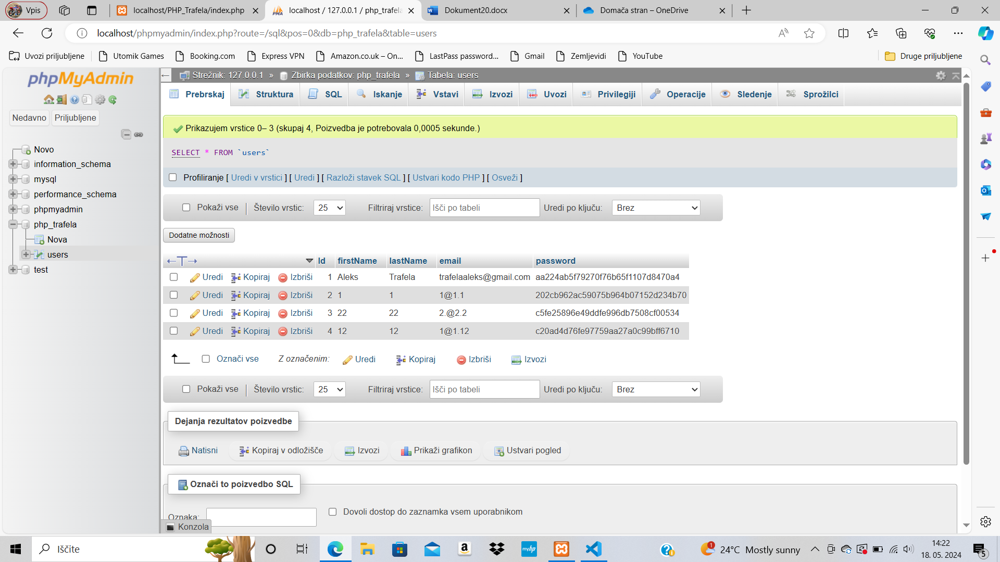 Vpis
localhost/PHP_Trafela/index.php
localhost / 127.0.0.1 / php_trafela
Dokument20.docx
Domača stran – OneDrive
localhost/phpmyadmin/index.php?route=/sql&pos=0&db=php_trafela&table=users
Uvozi priljubljene
Utomik Games
Booking.com
Express VPN
Amazon.co.uk – On...
LastPass password...
Gmail
Zemljevidi
YouTube
Druge priljubljene
phpMyAdmin
Nedavno
Priljubljene
Novo
information_schema
mysql
performance_schema
phpmyadmin
php_trafela
Nova
users
test
Strežnik: 127.0.0.1 » Zbirka podatkov: php_trafela » Tabela: users
Prebrskaj
Struktura
SQL
Iskanje
Vstavi
Izvozi
Uvozi
Privilegiji
Operacije
Sledenje
Sprožilci
Prikazujem vrstice 0– 3 (skupaj 4, Poizvedba je potrebovala 0,0005 sekunde.)
SELECT * FROM `users`
Profiliranje [ Uredi v vrstici ] [ Uredi ] [ Razloži stavek SQL ] [ Ustvari kodo PHP ] [ Osveži ]
Pokaži vse | Število vrstic: 25 Filtriraj vrstice: Išči po tabeli Uredi po ključu: Brez
Dodatne možnosti
←T→ Id firstName lastName email password
Uredi Kopiraj Izbriši 1 Aleks Trafela trafelaaleks@gmail.com aa224ab5f79270f76b65f1107d8470a4
Uredi Kopiraj Izbriši 2 1 1 1@1.1 202cb962ac59075b964b07152d234b70
Uredi Kopiraj Izbriši 3 22 22 2.@2.2 c5fe25896e49ddfe996db7508cf00534
Uredi Kopiraj Izbriši 4 12 12 1@1.12 c20ad4d76fe97759aa27a0c99bff6710
Označi vse Z označenim: Uredi Kopiraj Izbriši Izvozi
Pokaži vse | Število vrstic: 25 Filtriraj vrstice: Išči po tabeli Uredi po ključu: Brez
Dejanja rezultatov poizvedbe
Natisni
Kopiraj v odložišče
Izvozi
Prikaži grafikon
Ustvari pogled
Označi to poizvedbo SQL
Oznaka:
Dovoli dostop do zaznamka vsem uporabnikom
Konzola
Iščite
24°C Mostly sunny
14:22
18. 05. 2024
5